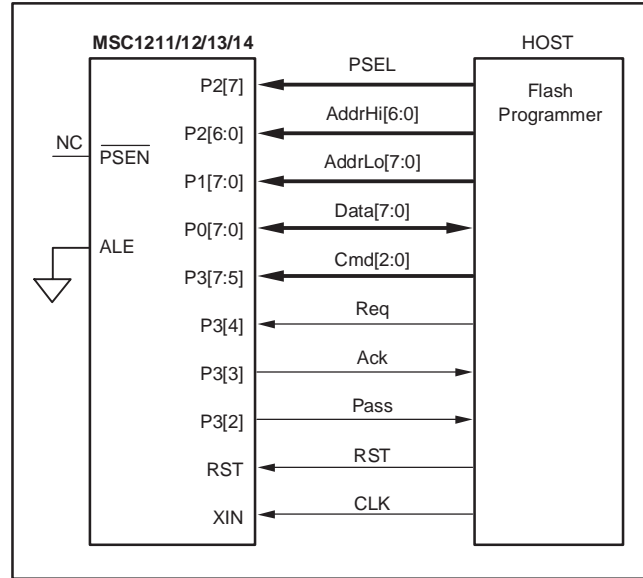 MSC1211/12/13/14 HOST
P2[7] PSEL Flash
Programmer
P2[6:0] AddrHi[6:0]
NC PSEN
P1[7:0] AddrLo[7:0]
P0[7:0] Data[7:0]
ALE
P3[7:5] Cmd[2:0]
P3[4] Req
P3[3] Ack
P3[2] Pass
RST RST
XIN CLK